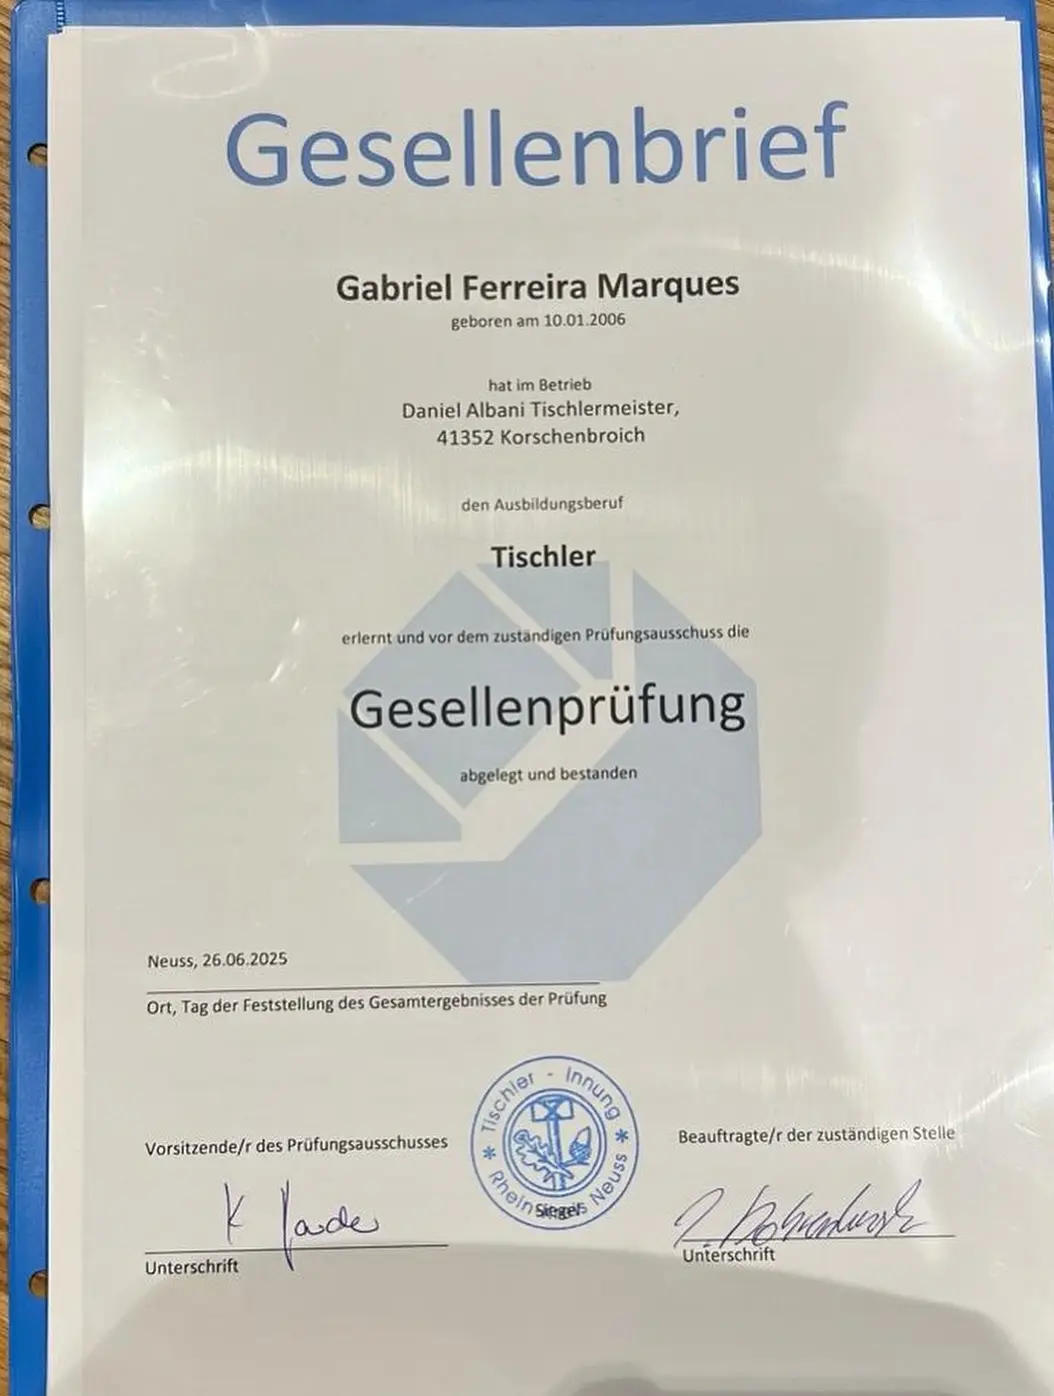 Gesellenbrief
Gabriel Ferreira Marques
geboren am 10.01.2006
hat im Betrieb
Daniel Albani Tischlermeister,
41352 Korschenbroich
den Ausbildungsberuf
Tischler
erlernt und vor dem zuständigen Prüfungsausschuss die
Gesellenprüfung
abgelegt und bestanden
Neuss, 26.06.2025
Ort, Tag der Feststellung des Gesamtergebnisses der Prüfung
Tischler - Innung
Neuss
Siegel
Vorsitzende/r des Prüfungsausschusses
Unterschrift
Beauftragte/r der zuständigen Stelle
Unterschrift